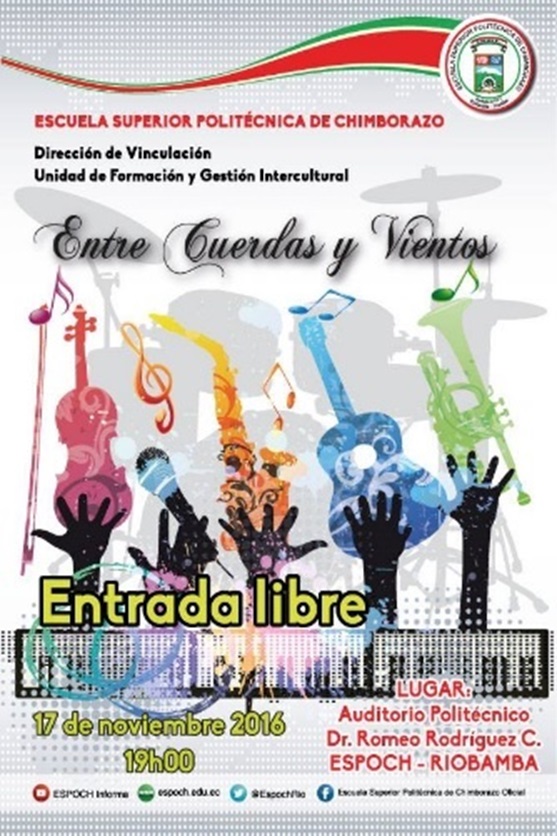 ESCUELA SUPERIOR POLITÉCNICA DE CHIMBORAZO
Dirección de Vinculación
Unidad de Formación y Gestión Intercultural
Entre Cuerdas y Vientos
Entrada libre
17 de noviembre 2016
19h00
LUGAR:
Auditorio Politécnico
Dr. Romeo Rodríguez C.
ESPOCH - RIOBAMBA
ESPOCH Informa espoch.edu.ec @EspochRio Escuela Superior Politécnica de Chimborazo Oficial